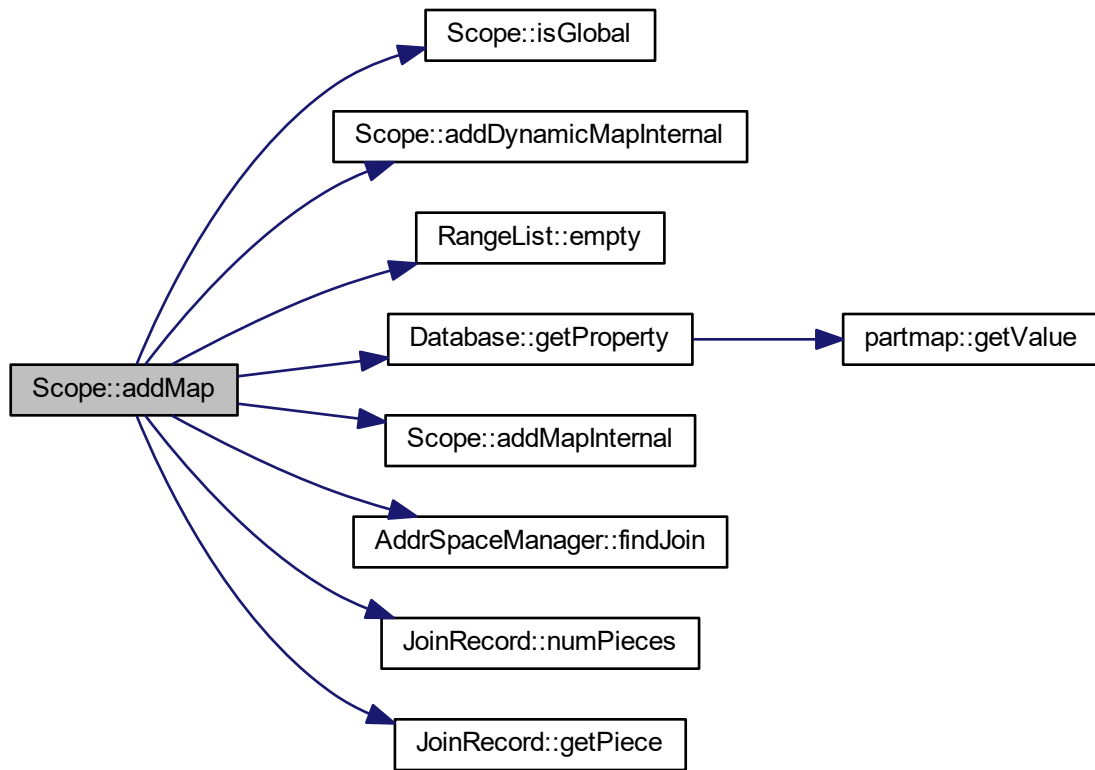 Scope::isGlobal
Scope::addDynamicMapInternal
RangeList::empty
Database::getProperty
partmap::getValue
Scope::addMap
Scope::addMapInternal
AddrSpaceManager::findJoin
JoinRecord::numPieces
JoinRecord::getPiece